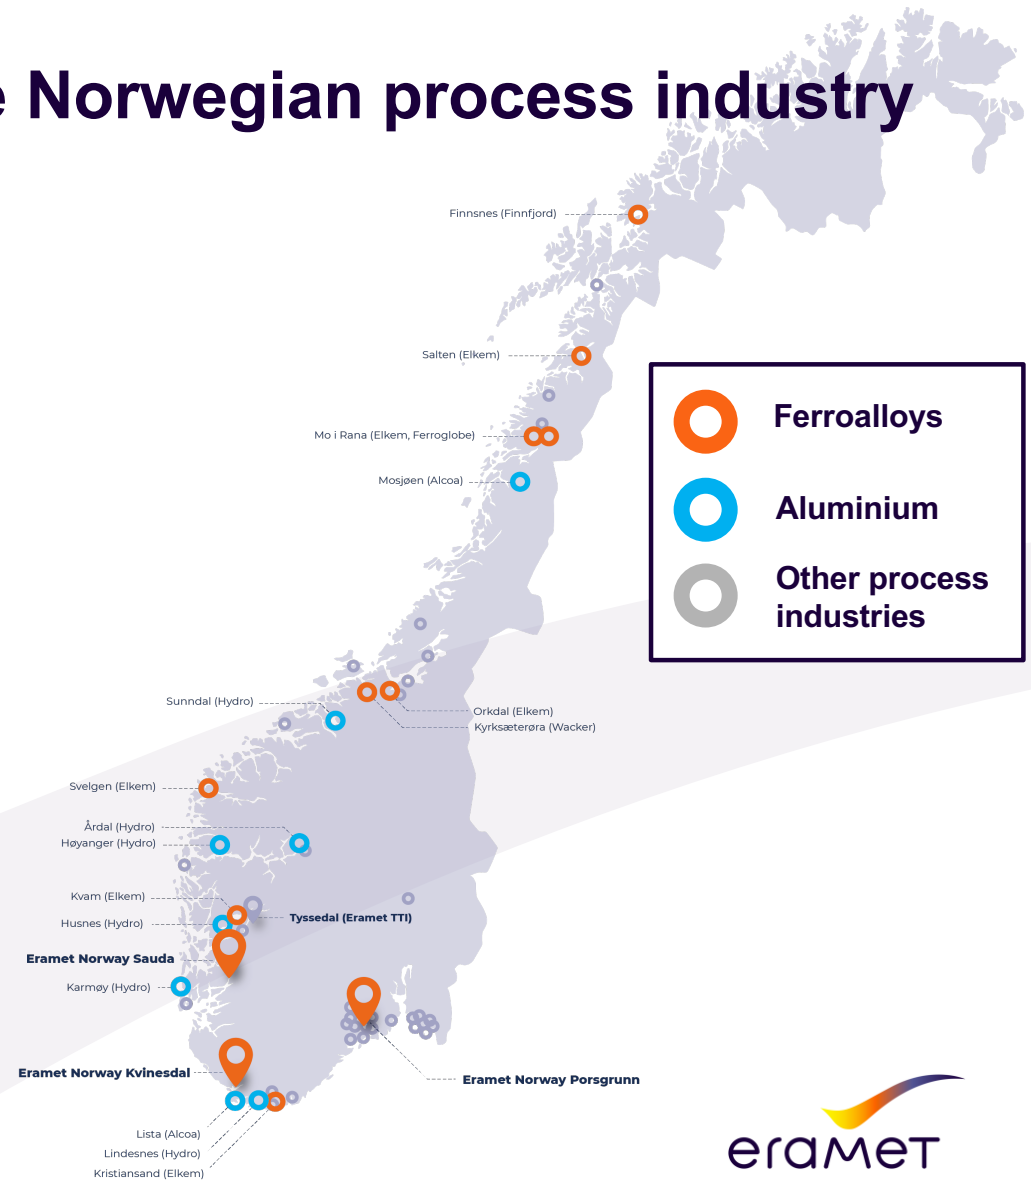 e Norwegian process industry
Finnsnes (Finnfjord)
Salten (Elkem)
Mo i Rana (Elkem, Ferroglobe)
Mosjøen (Alcoa)
Ferroalloys
Aluminium
Other process
industries
Sunndal (Hydro)
Orkdal (Elkem)
Kyrksæterøra (Wacker)
Svelgen (Elkem)
Årdal (Hydro)
Høyanger (Hydro)
Kvam (Elkem)
Tyssedal (Eramet TTI)
Husnes (Hydro)
Eramet Norway Sauda
Karmøy (Hydro)
Eramet Norway Kvinesdal
Eramet Norway Porsgrunn
Lista (Alcoa)
Lindesnes (Hydro)
Kristiansand (Elkem)
eramet